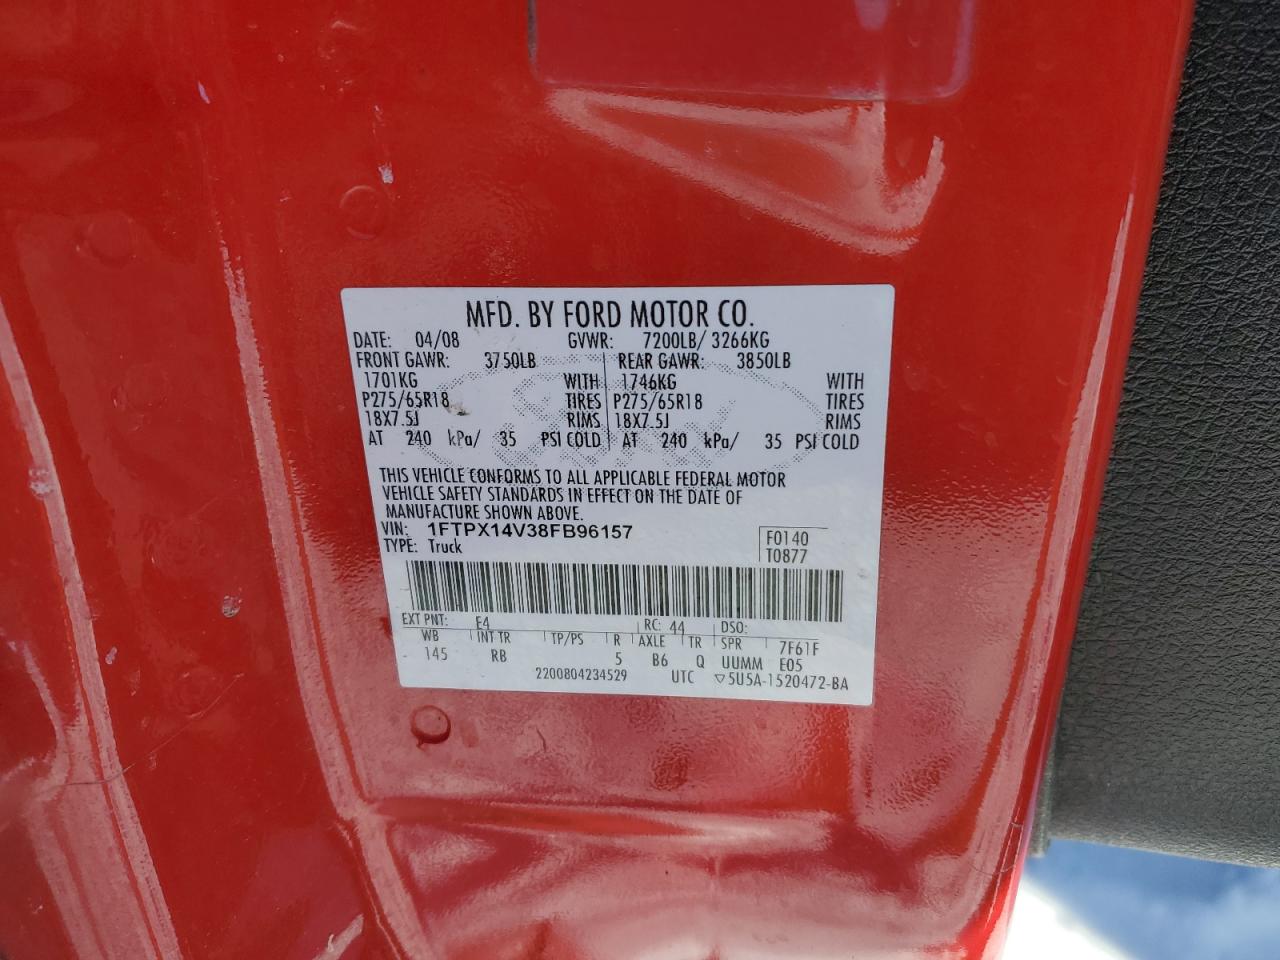 MFD. BY FORD MOTOR CO.
DATE: 04/08 GVWR: 7200LB/ 3266KG
FRONT GAWR: 3750LB REAR GAWR: 3850LB
1701KG WITH 1746KG WITH
P275/65R18 TIRES P275/65R18 TIRES
18X7.5J RIMS 18X7.5J RIMS
AT 240 kPa/ 35 PSI COLD AT 240 kPa/ 35 PSI COLD
THIS VEHICLE CONFORMS TO ALL APPLICABLE FEDERAL MOTOR
VEHICLE SAFETY STANDARDS IN EFFECT ON THE DATE OF
MANUFACTURE SHOWN ABOVE.
VIN: 1FTPX14V38FB96157 F0140
TYPE: Truck T0877
EXT PNT: E4 RC: 44 DSO:
WB INT TR TP/PS R AXLE TR SPR 7F61F
145 RB 5 B6 Q UUMM E05
2200804234529 UTC ▽5U5A-1520472-BA